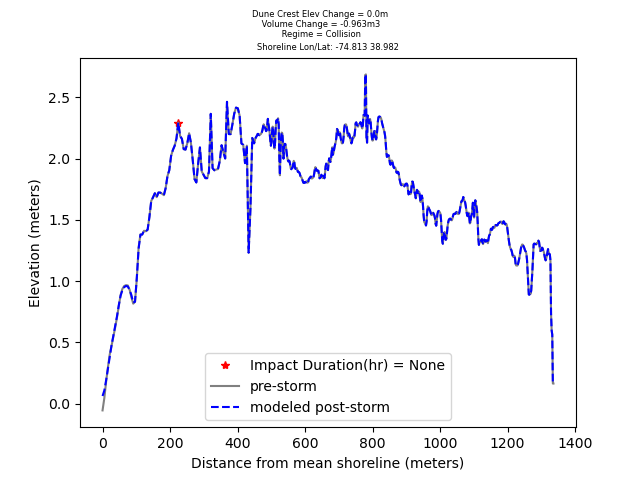 Dune Crest Elev Change = 0.0m
Volume Change = -0.963m3
Regime = Collision
Shoreline Lon/Lat: -74.813 38.982
2.5
2.0
1.5
1.0
0.5
0.0
Elevation (meters)
Impact Duration(hr) = None
pre-storm
modeled post-storm
0 200 400 600 800 1000 1200 1400
Distance from mean shoreline (meters)